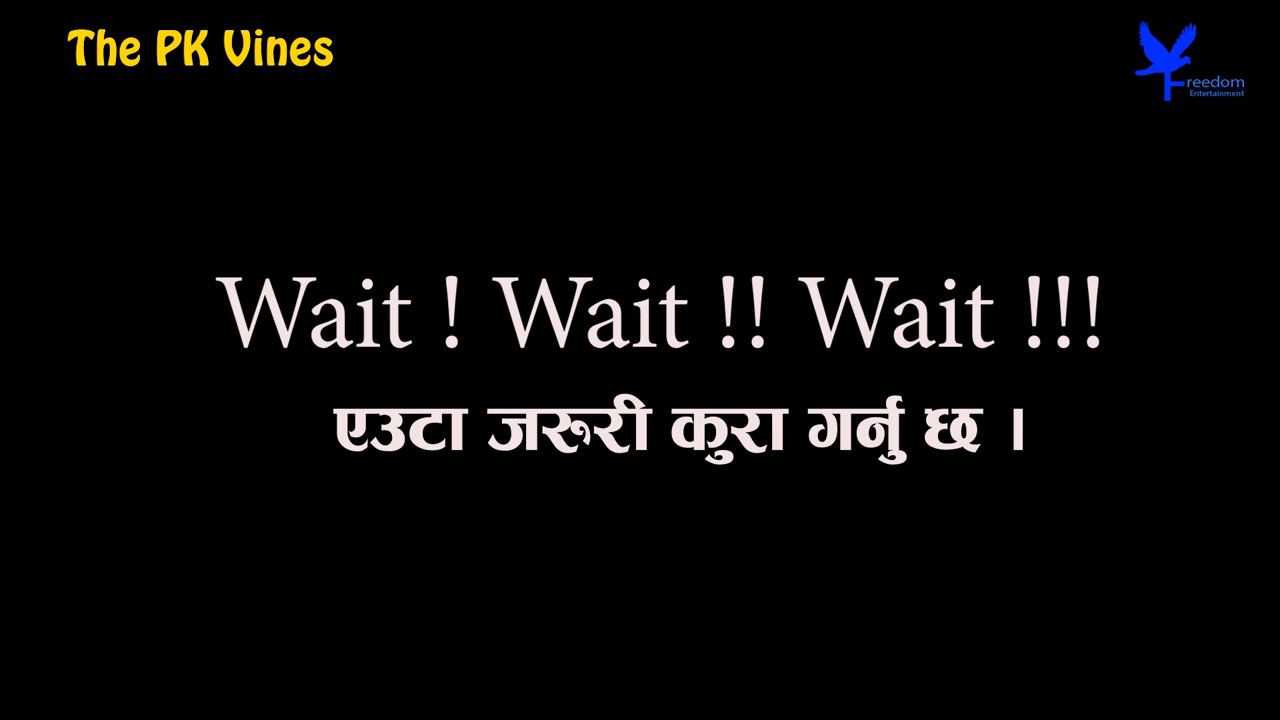 The PK Vines
Freedom
Entertainment
Wait ! Wait !! Wait !!!
एउटा जरूरी कुरा गर्नु छ ।